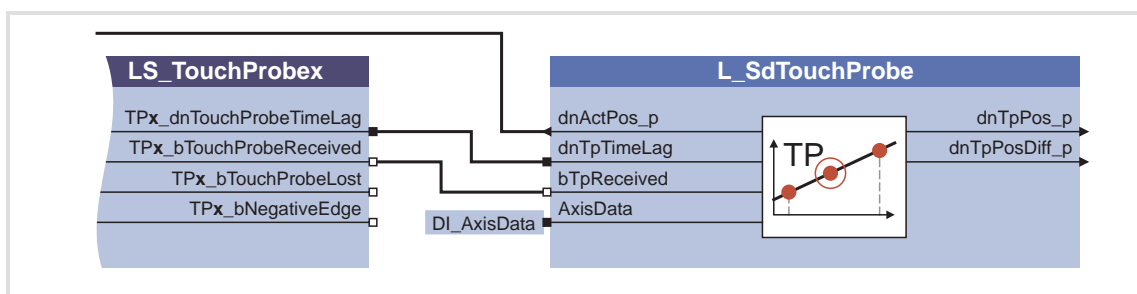 LS_TouchProbex
TPx_dnTouchProbeTimeLag
TPx_bTouchProbeReceived
TPx_bTouchProbeLost
TPx_bNegativeEdge
DI_AxisData
L_SdTouchProbe
dnActPos_p
dnTpTimeLag
bTpReceived
AxisData
TP
dnTpPos_p
dnTpPosDiff_p